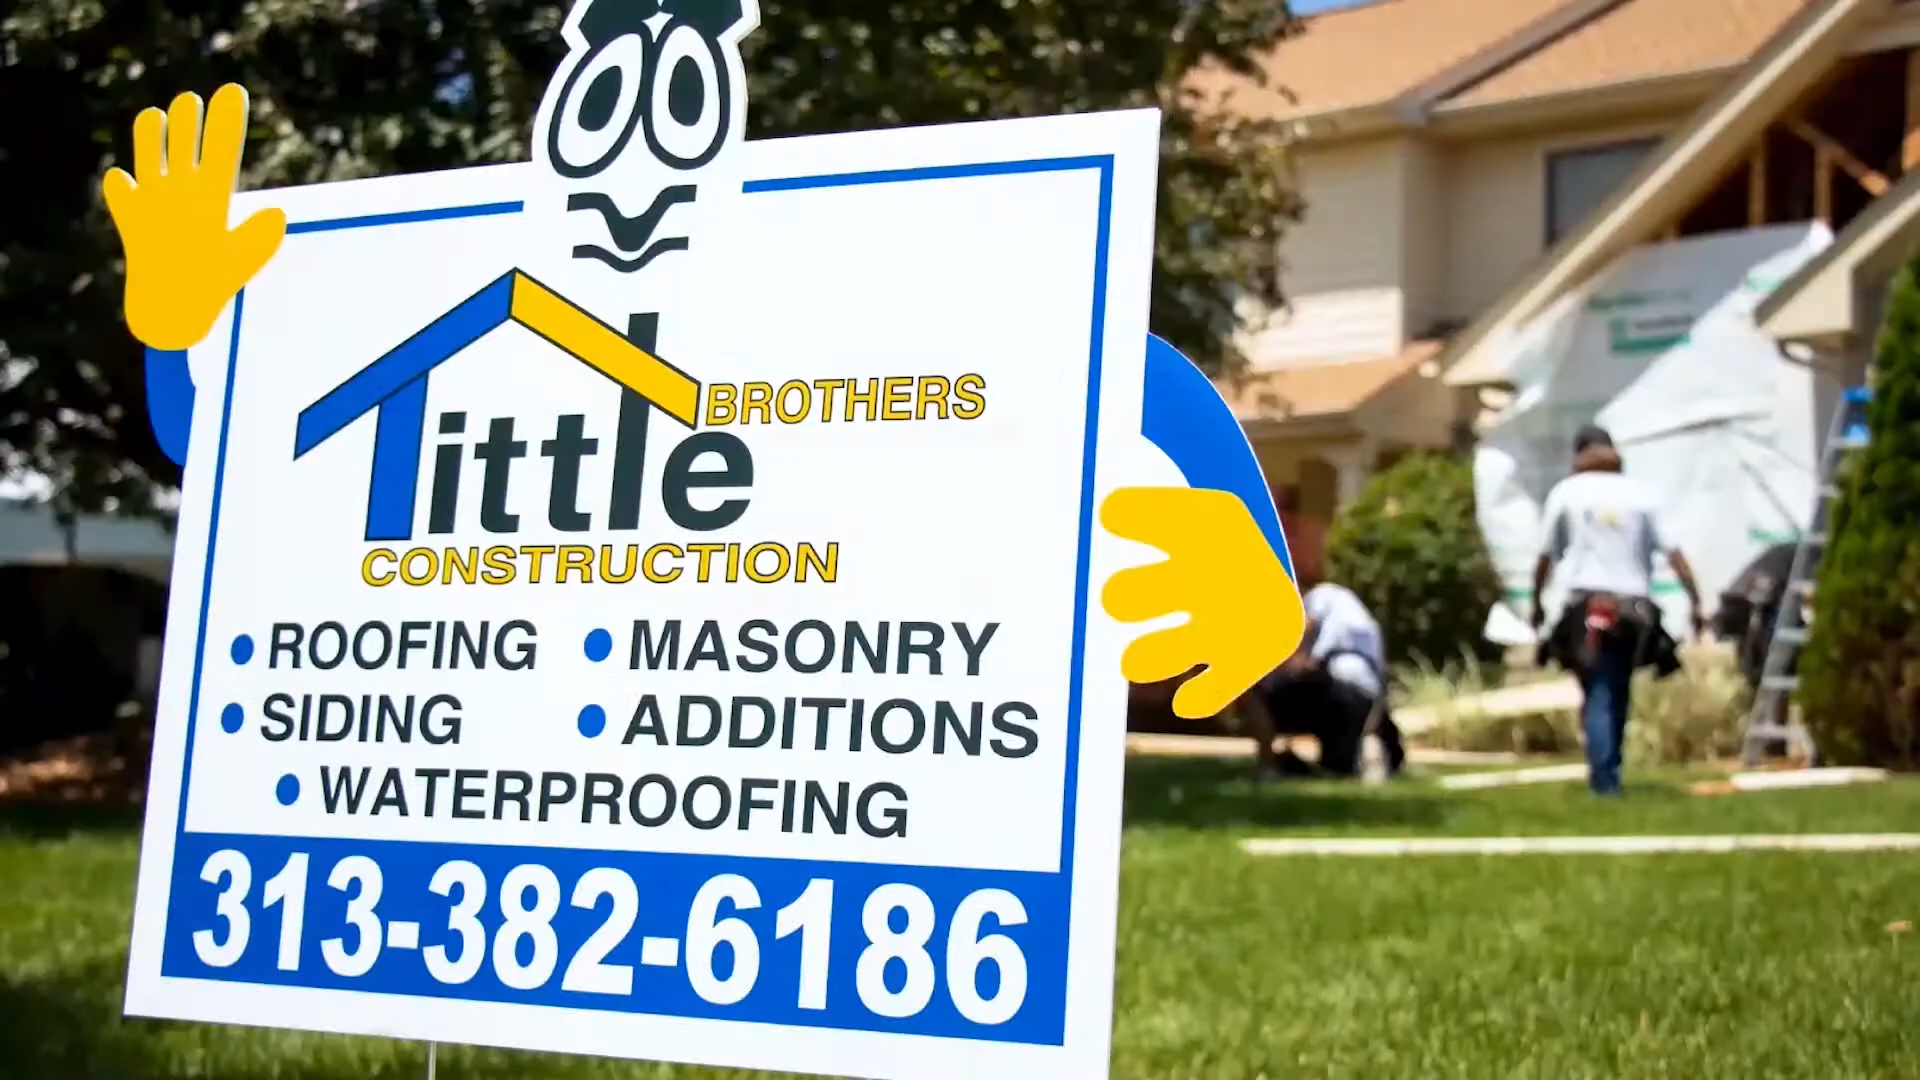 Tittle
BROTHERS
CONSTRUCTION
• ROOFING • MASONRY
• SIDING • ADDITIONS
• WATERPROOFING
313-382-6186